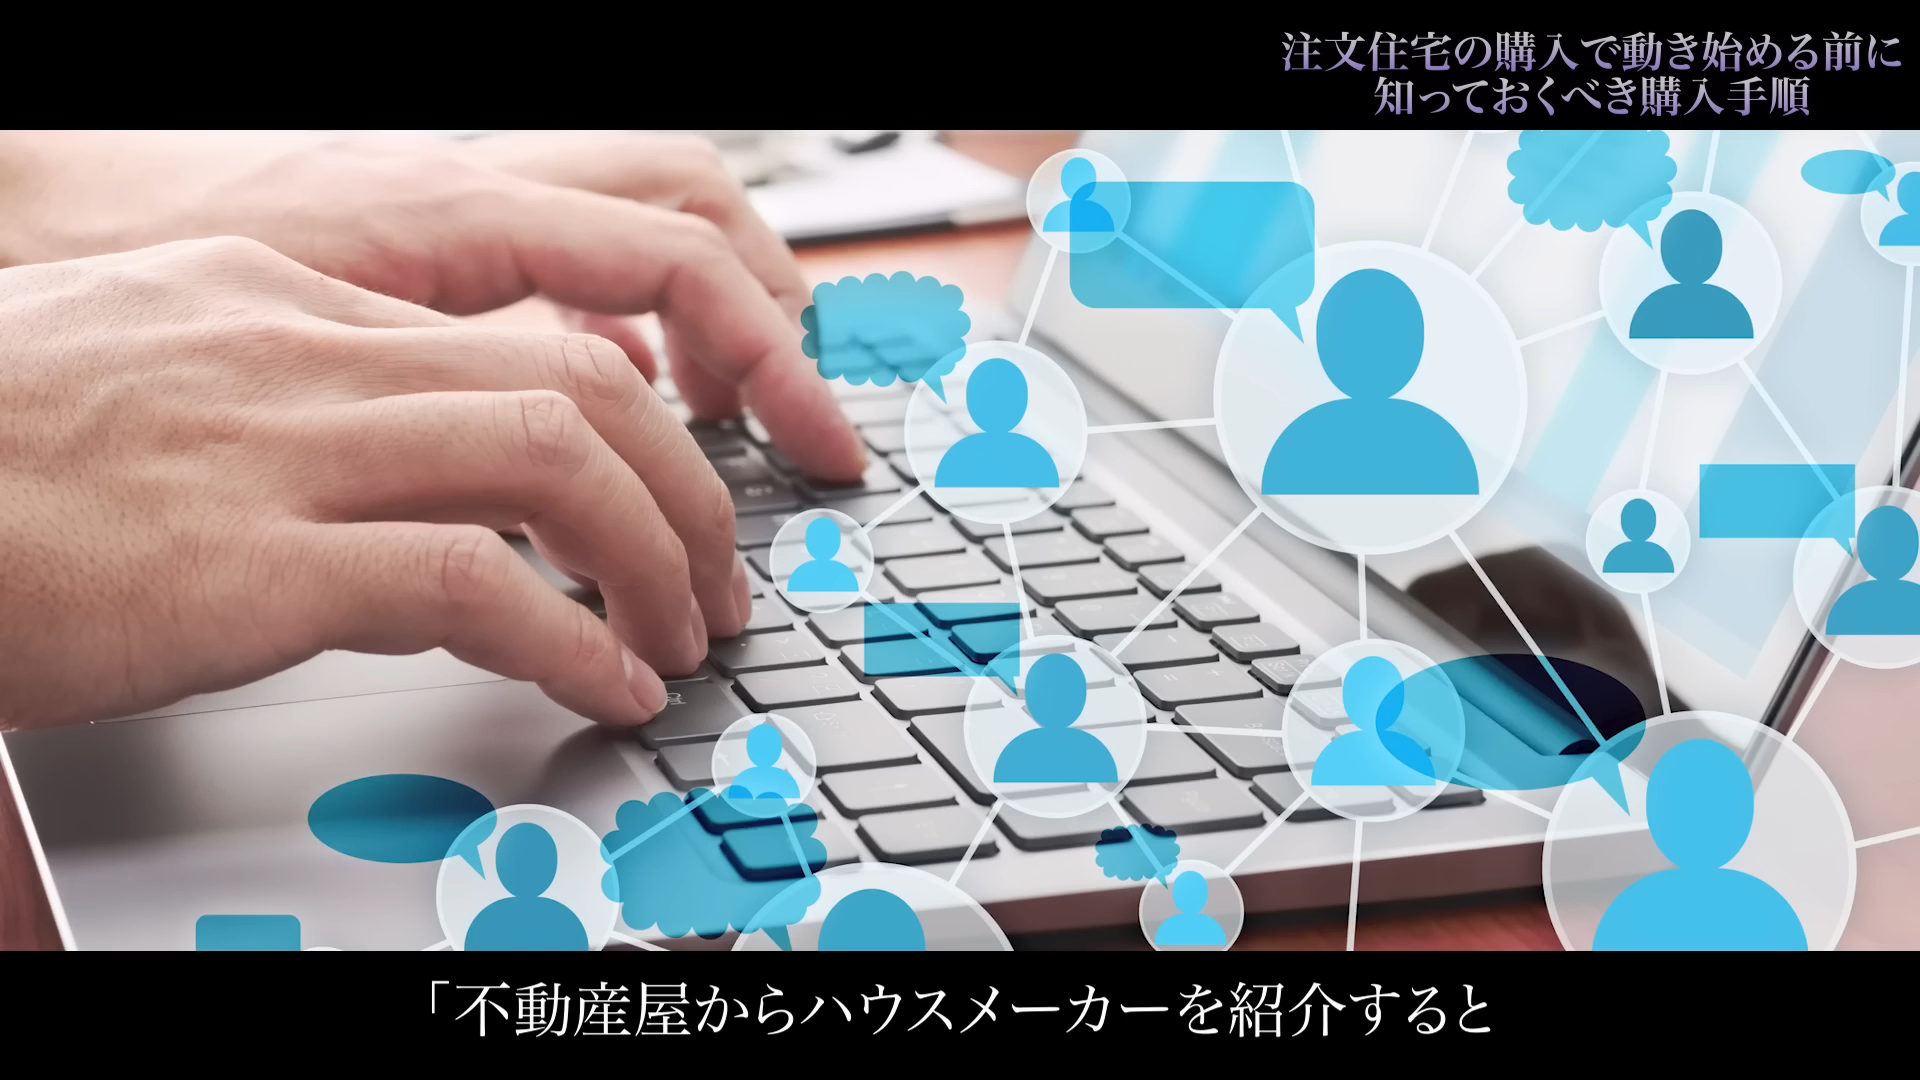 注文住宅の購入で動き始める前に
知っておくべき購入手順
「不動産屋からハウスメーカーを紹介すると